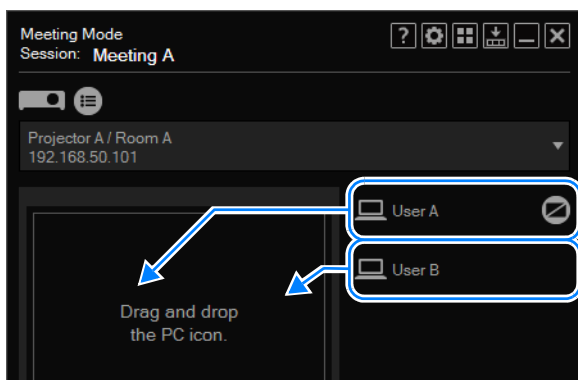 Meeting Mode
Session: Meeting A
?
Projector A / Room A
192.168.50.101
User A
User B
Drag and drop
the PC icon.